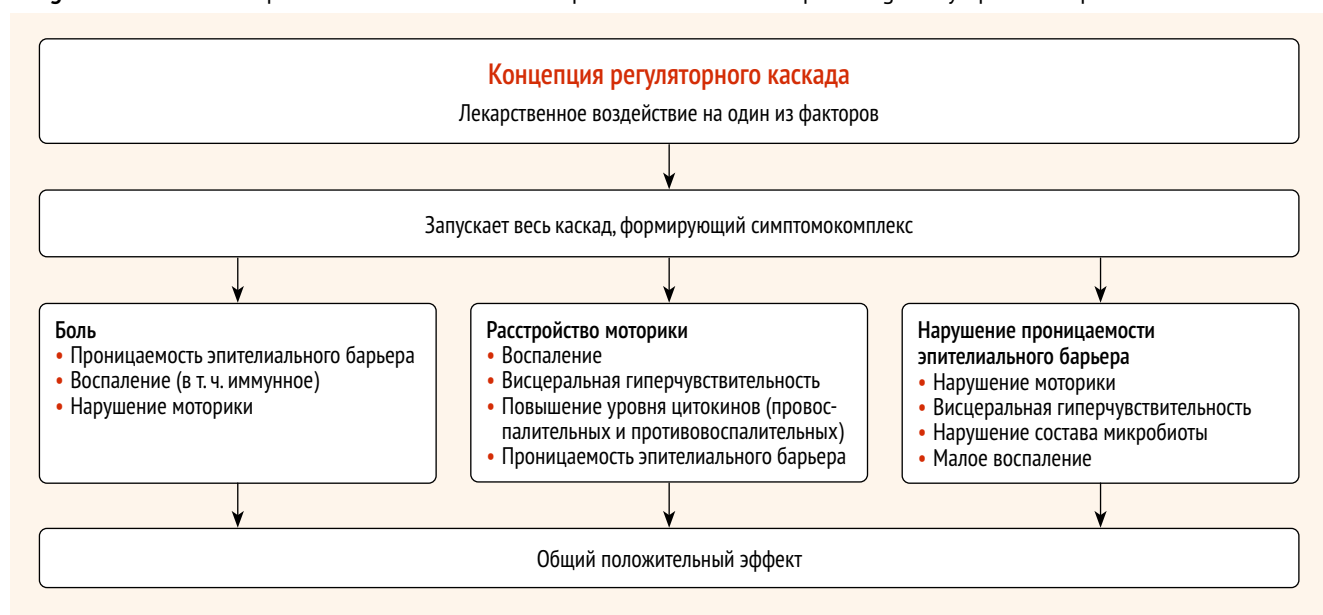 Концепция регуляторного каскада
Лекарственное воздействие на один из факторов
Запускает весь каскад, формирующий симптомокомплекс
Боль
• Проницаемость эпителиального барьера
• Воспаление (в т. ч. иммунное)
• Нарушение моторики
Расстройство моторики
• Воспаление
• Висцеральная гиперчувствительность
• Повышение уровня цитокинов (провос-
палительных и противовоспалительных)
• Проницаемость эпителиального барьера
Нарушение проницаемости
эпителиального барьера
• Нарушение моторики
• Висцеральная гиперчувствительность
• Нарушение состава микробиоты
• Малое воспаление
Общий положительный эффект